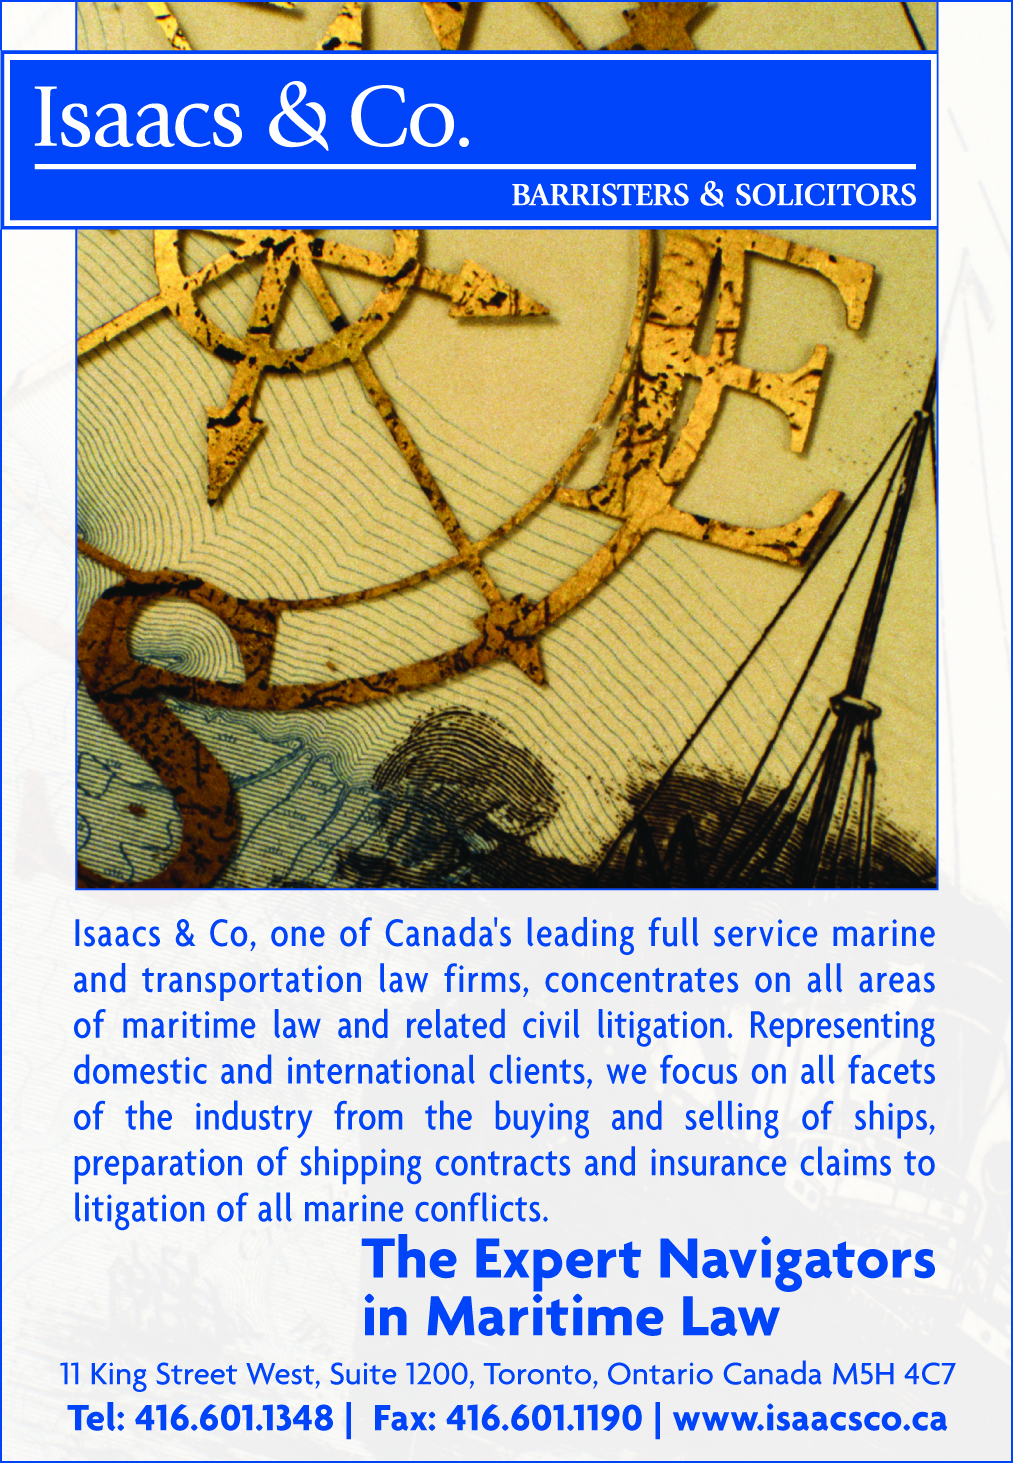 Isaacs & Co.
BARRISTERS & SOLICITORS
E
S
Isaacs & Co, one of Canada's leading full service marine
and transportation law firms, concentrates on all areas
of maritime law and related civil litigation. Representing
domestic and international clients, we focus on all facets
of the industry from the buying and selling of ships,
preparation of shipping contracts and insurance claims to
litigation of all marine conflicts.
The Expert Navigators
in Maritime Law
11 King Street West, Suite 1200, Toronto, Ontario Canada M5H 4C7
Tel: 416.601.1348 | Fax: 416.601.1190 | www.isaacsco.ca